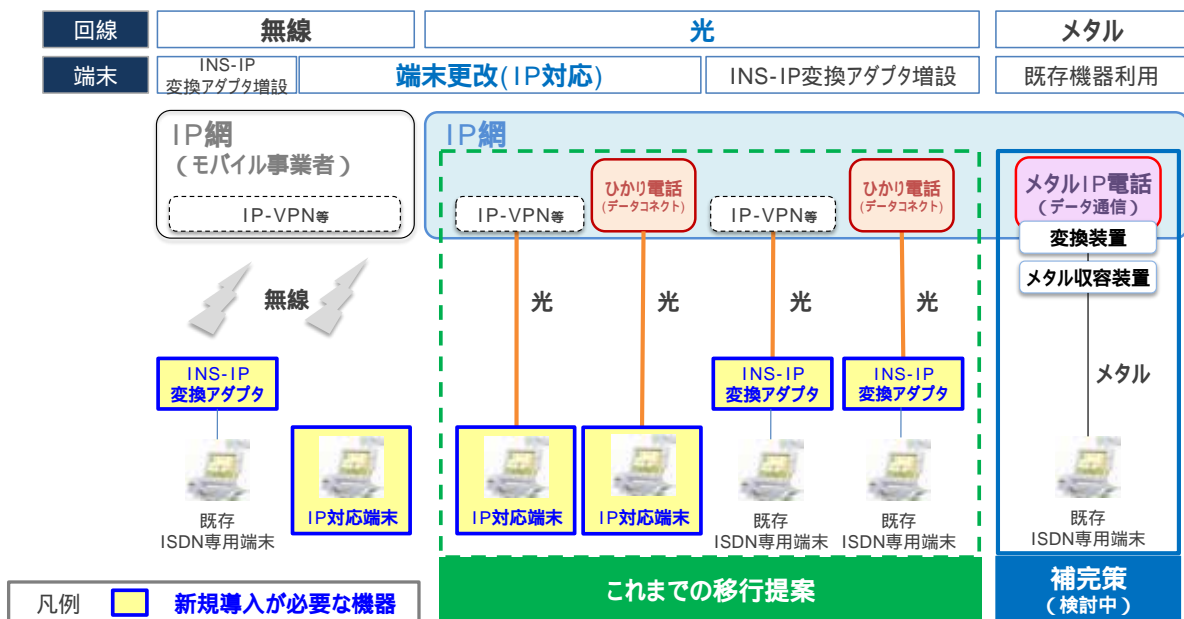 回線
無線
光
メタル
端末
INS-IP
変換アダプタ増設
端末更改(IP対応)
INS-IP変換アダプタ増設
既存機器利用
IP網
（モバイル事業者）
IP-VPN等
IP網
IP-VPN等
ひかり電話
(データコネクト)
IP-VPN等
ひかり電話
(データコネクト)
メタルIP電話
（データ通信）
変換装置
メタル収容装置
無線
光
光
光
光
メタル
INS-IP
変換アダプタ
INS-IP
変換アダプタ
INS-IP
変換アダプタ
既存
ISDN専用端末
IP対応端末
IP対応端末
IP対応端末
既存
ISDN専用端末
既存
ISDN専用端末
既存
ISDN専用端末
凡例
新規導入が必要な機器
これまでの移行提案
補完策
（検討中）